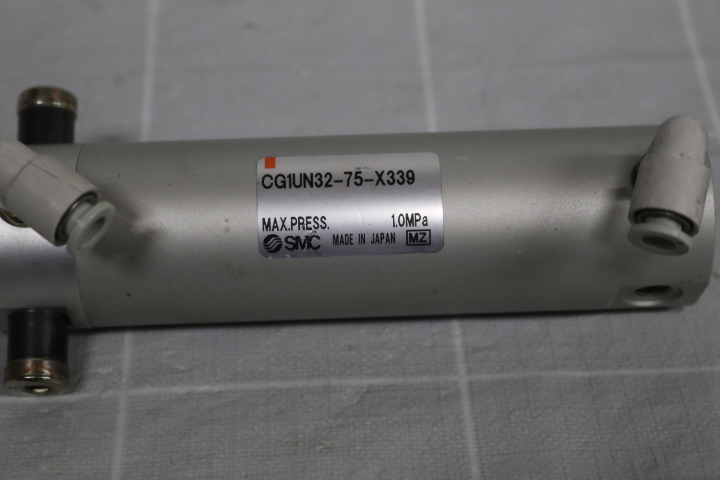 CG1UN32-75-X339
MAX.PRESS. 1.0MPa
SMC MADE IN JAPAN MZ